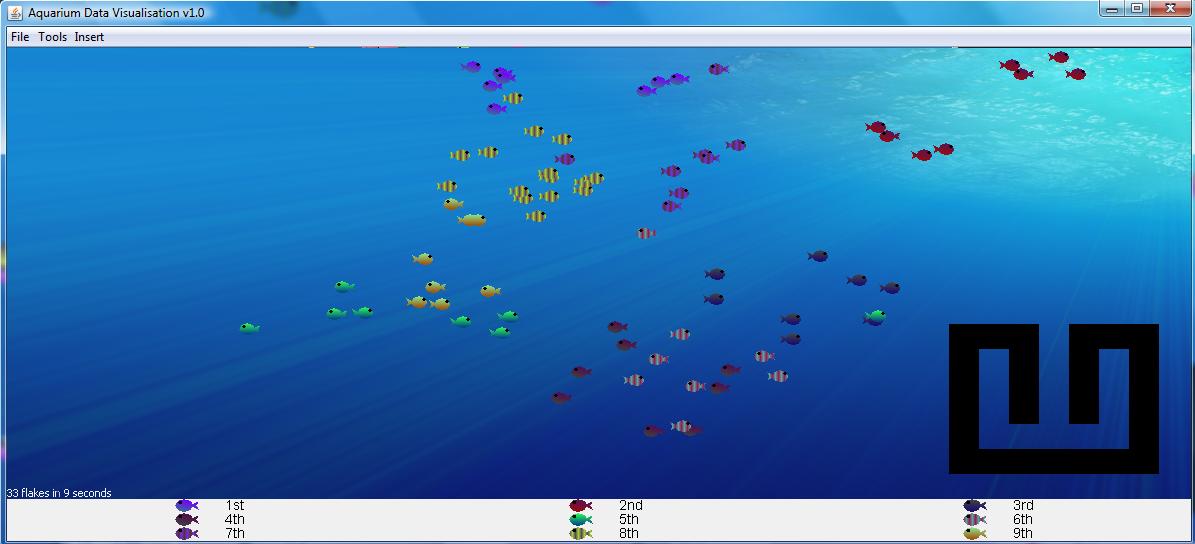 Aquarium Data Visualisation v1.0
File Tools Insert
33 flakes in 9 seconds
1st 2nd 3rd
4th 5th 6th
7th 8th 9th